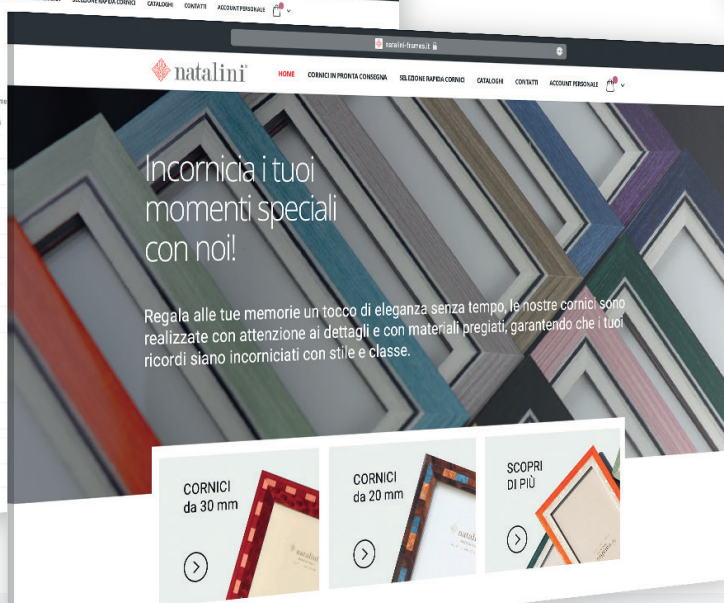 CATALOGHI CONTATTI ACCOUNT PERSONALE
natalini-frames.it
natalini
HOME CORNICI IN PRONTA CONSEGNA SELEZIONE RAPIDA CORNICI CATALOGHI CONTATTI ACCOUNT PERSONALE
Incornicia i tuoi
momenti speciali
con noi!
Regala alle tue memorie un tocco di eleganza senza tempo, le nostre cornici sono
realizzate con attenzione ai dettagli e con materiali pregiati, garantendo che i tuoi
ricordi siano incorniciati con stile e classe.
CORNICI
da 30 mm
CORNICI
da 20 mm
SCOPRI
DI PIÙ
natalini